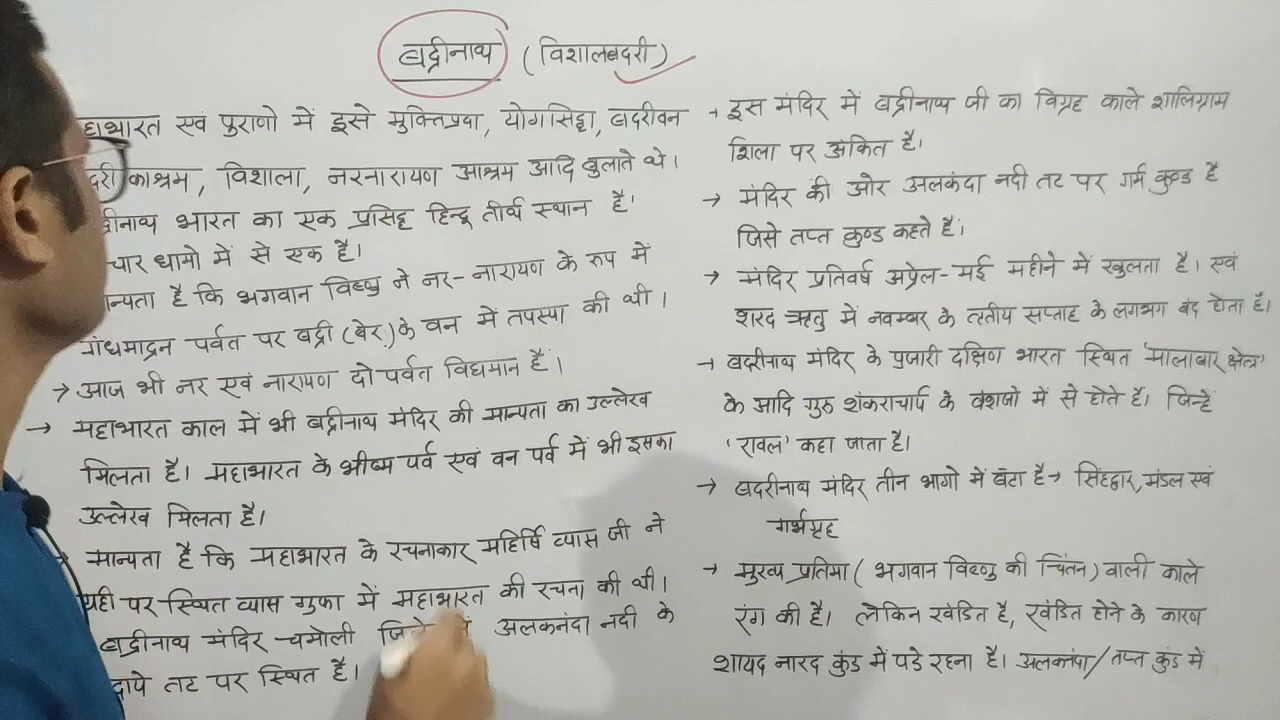 बद्रीनाथ (विशालबदरी)
महाभारत एवं पुराणो में इसे मुक्तिप्रदा, योगसिद्दा, बदरीवन
बदरीकाश्रम, विशाला, नरनारायण आश्रम आदि बुलाते थे।
बद्रीनाथ भारत का एक प्रसिद्द हिन्दू तीर्थ स्थान है।
चार धामो में से एक है।
मान्यता है कि भगवान विष्णु ने नर-नारायण के रूप में
गंधमाद्रन पर्वत पर बद्री (बेर) के वन में तपस्या की थी।
→ आज भी नर एवं नारायण दो पर्वत विद्यमान हैं।
→ महाभारत काल में भी बद्रीनाथ मंदिर की मान्यता का उल्लेख
मिलता है। महाभारत के भीष्म पर्व एवं वन पर्व में भी इसका
उल्लेख मिलता है।
मान्यता है कि महाभारत के रचनाकार महिर्षि व्यास जी ने
यही पर स्थित व्यास गुफा में महाभारत की रचना की थी।
बद्रीनाथ मंदिर - चमोली अलकनंदा नदी के
तट पर स्थित है।
→ इस मंदिर में बद्रीनाथ जी का विग्रह काले शालिग्राम
शिला पर अंकित है।
→ मंदिर की ओर अलकंदा नदी तट पर गर्म कुण्ड है
जिसे तप्त कुण्ड कहते हैं।
→ मंदिर प्रतिवर्ष अप्रेल-मई महीने में खुलता है। एवं
शरद ऋतु में नवम्बर के तृतीय सप्ताह के लगभग बंद होता है।
→ बदरीनाथ मंदिर के पुजारी दक्षिण भारत स्थित 'मालाबार क्षेत्र'
के आदि गुरु शंकराचार्य के वंशजो में से होते हैं। जिन्हें
'रावल' कहा जाता है।
→ बदरीनाथ मंदिर तीन भागो में बंटा है→ सिंहद्वार, मंडल एवं
गर्भगृह
→ मुख्य प्रतिमा (भगवान विष्णु की चिंतन) वाली काले
रंग की है। लेकिन खंडित है, खंडित होने के कारण
शायद नारद कुंड में पडे रहना है। अलकनंदा/तप्त कुंड में